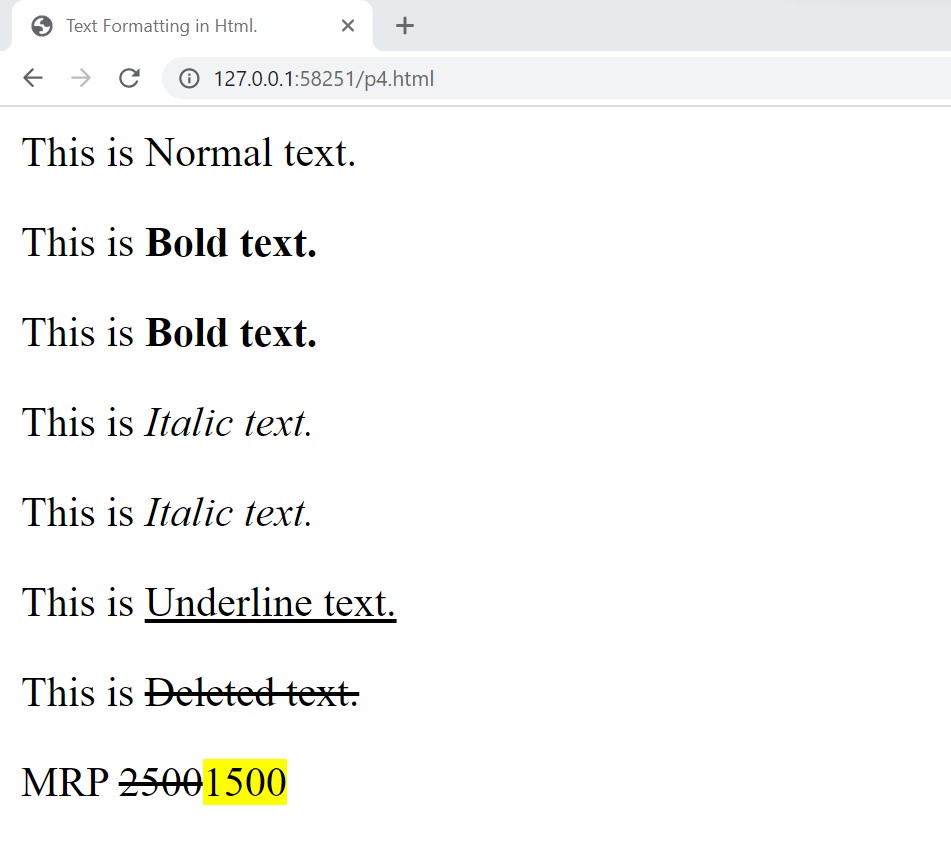 Text Formatting in Html.
127.0.0.1:58251/p4.html
This is Normal text.
This is Bold text.
This is Bold text.
This is Italic text.
This is Italic text.
This is Underline text.
This is Deleted text.
MRP 25001500